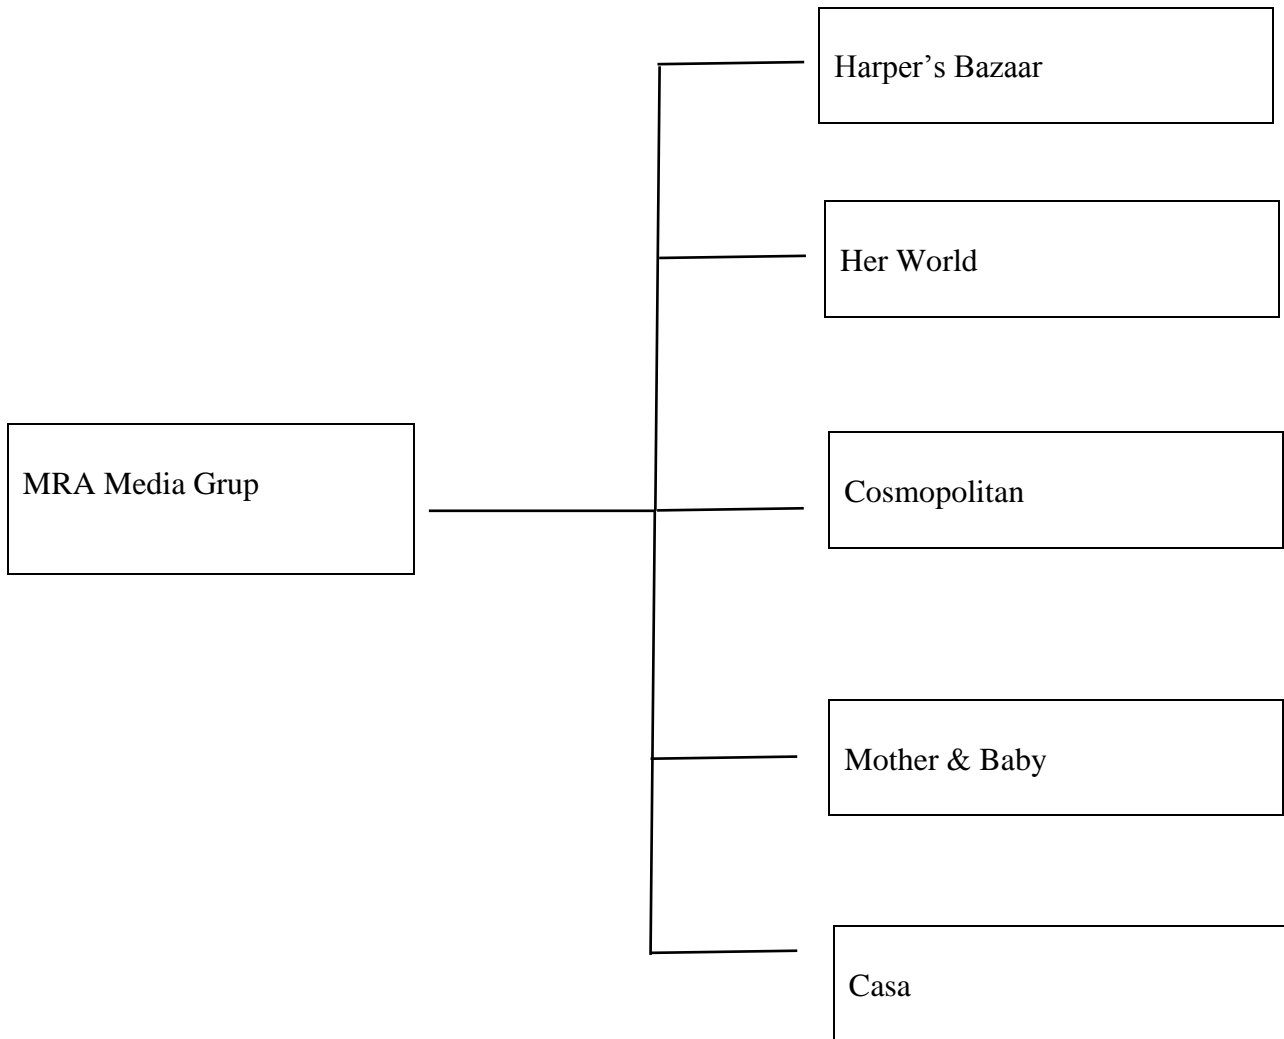 Harper’s Bazaar
Her World
MRA Media Grup
Cosmopolitan
Mother & Baby
Casa